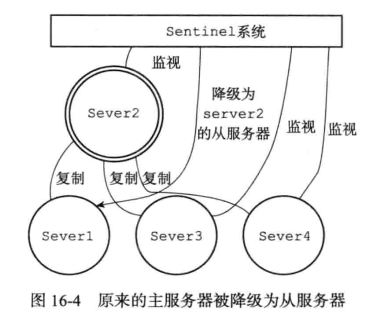 Sentinel系统
监视
降级为
server2
的从服务器
Sever2
监视
监视
复制
复制
复制
Sever1
Sever3
Sever4
图 16-4 原来的主服务器被降级为从服务器